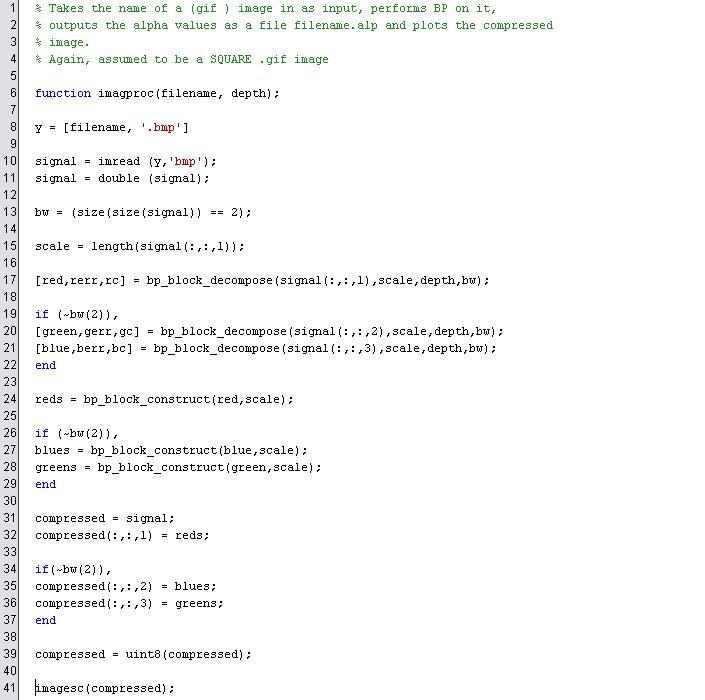 1 % Takes the name of a (gif ) image in as input, performs BP on it,
2 % outputs the alpha values as a file filename.alp and plots the compressed
3 % image.
4 % Again, assumed to be a SQUARE .gif image
5
6 function imagproc(filename, depth);
7
8 y = [filename, '.bmp']
9
10 signal = imread (y,'bmp');
11 signal = double (signal);
12
13 bw = (size(size(signal)) == 2);
14
15 scale = length(signal(:,:,1));
16
17 [red,rerr,rc] = bp_block_decompose(signal(:,:,1),scale,depth,bw);
18
19 if (~bw(2)),
20 [green,gerr,gc] = bp_block_decompose(signal(:,:,2),scale,depth,bw);
21 [blue,berr,bc] = bp_block_decompose(signal(:,:,3),scale,depth,bw);
22 end
23
24 reds = bp_block_construct(red,scale);
25
26 if (~bw(2)),
27 blues = bp_block_construct(blue,scale);
28 greens = bp_block_construct(green,scale);
29 end
30
31 compressed = signal;
32 compressed(:,:,1) = reds;
33
34 if(~bw(2)),
35 compressed(:,:,2) = blues;
36 compressed(:,:,3) = greens;
37 end
38
39 compressed = uint8(compressed);
40
41 imagesc(compressed);